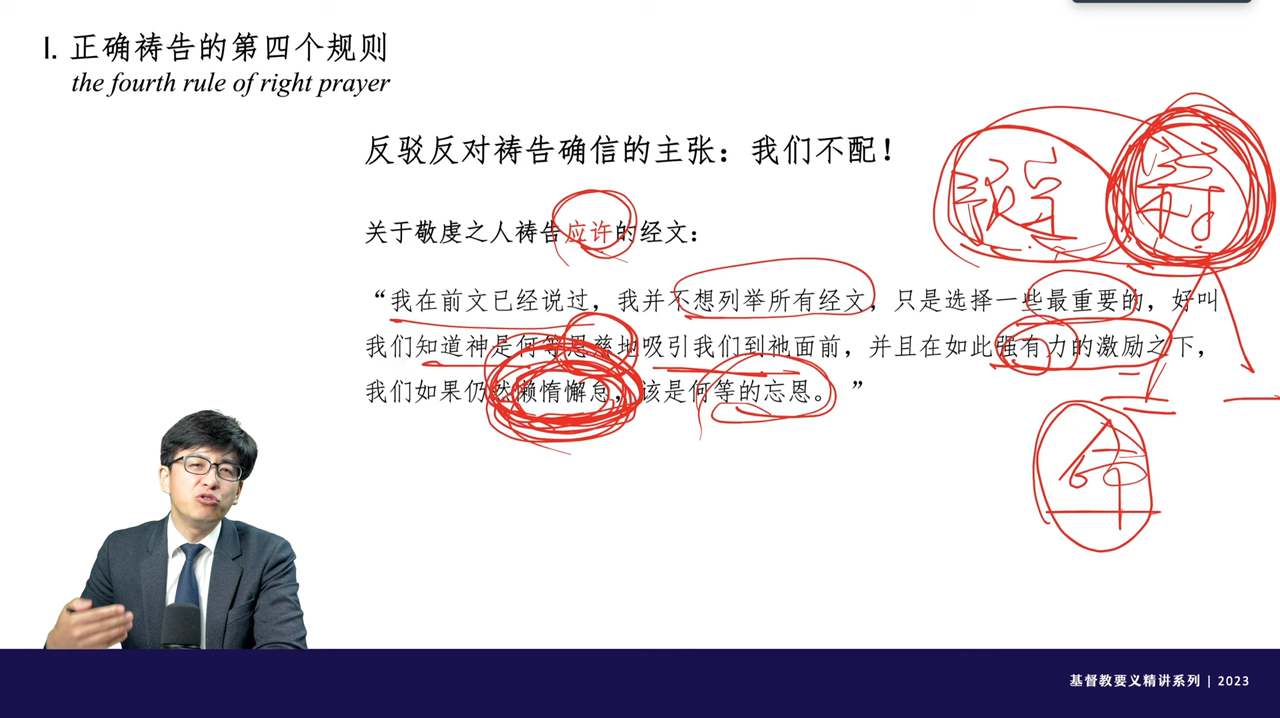 I. 正确祷告的第四个规则
the fourth rule of right prayer
反驳反对祷告确信的主张：我们不配！
关于敬虔之人祷告应许的经文：
“我在前文已经说过，我并不想列举所有经文，只是选择一些最重要的，好叫
我们知道神是何等恩慈地吸引我们到祂面前，并且在如此强有力的激励之下，
我们如果仍然懒惰懈怠，该是何等的忘恩。”
命
基督教要义精讲系列 | 2023